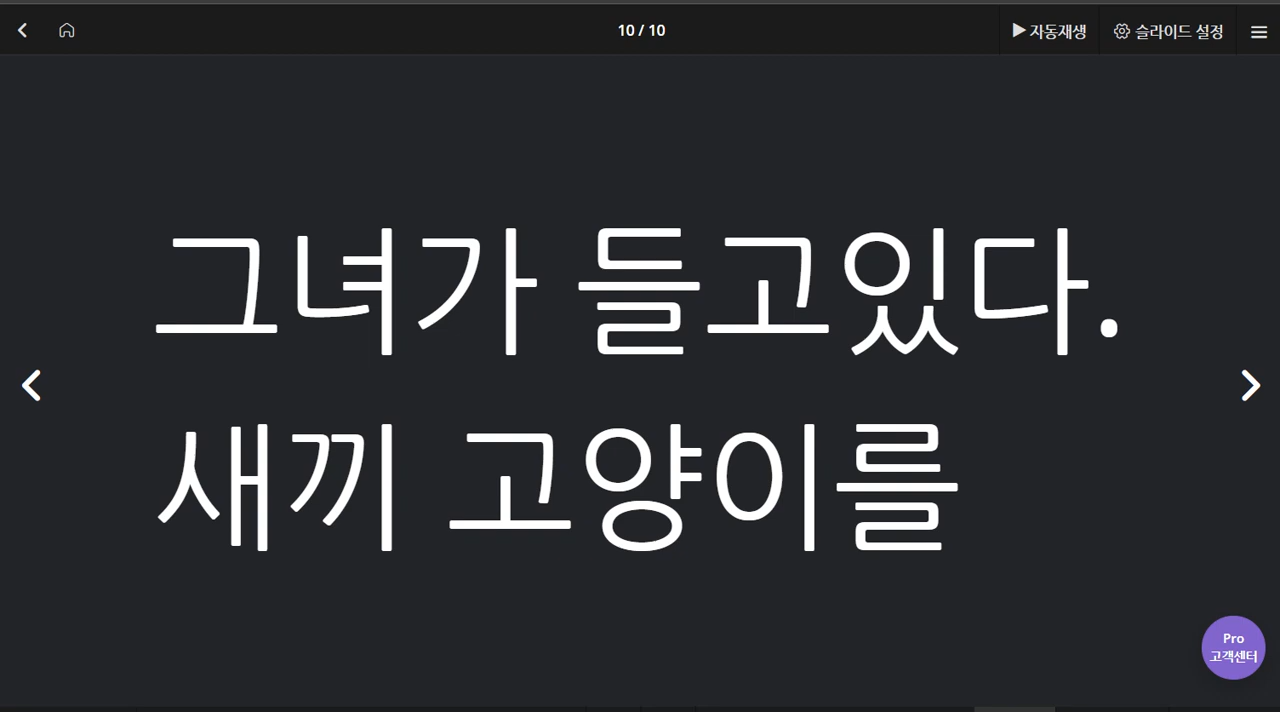 10 / 10
▶ 자동재생
슬라이드 설정
그녀가 들고있다.
새끼 고양이를
Pro
고객센터